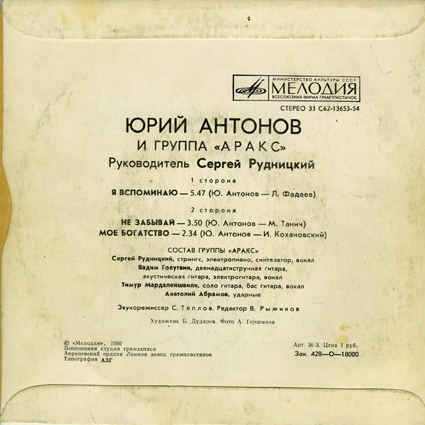 МИНИСТЕРСТВО КУЛЬТУРЫ СССР
МЕЛОДИЯ
ВСЕСОЮЗНАЯ ФИРМА ГРАМПЛАСТИНОК
СТЕРЕО 33 С62-13653-54
ЮРИЙ АНТОНОВ
И ГРУППА «АРАКС»
Руководитель Сергей Рудницкий
1 сторона
Я ВСПОМИНАЮ — 5.47 (Ю. Антонов — Л. Фадеев)
2 сторона
НЕ ЗАБЫВАЙ — 3.50 (Ю. Антонов — М. Танич)
МОЕ БОГАТСТВО — 2.34 (Ю. Антонов — И. Кохановский)
СОСТАВ ГРУППЫ «АРАКС»
Сергей Рудницкий, стрингс, электропиано, синтезатор, вокал
Вадим Голутвин, двенадцатиструнная гитара,
акустическая гитара, электрогитара, вокал
Тимур Мардалейшвили, соло гитара, бас гитара, вокал
Анатолий Абрамов, ударные
Звукорежиссер С. Теплов. Редактор В. Рыжиков
Художник Б. Дударев. Фото А. Гершмана
© «Мелодия», 1980
Всесоюзная студия грамзаписи
Апрелевский ордена Ленина завод грампластинок
Типография АЗГ
Арт. 36-3. Цена 1 руб.
Зак. 428—О—18000